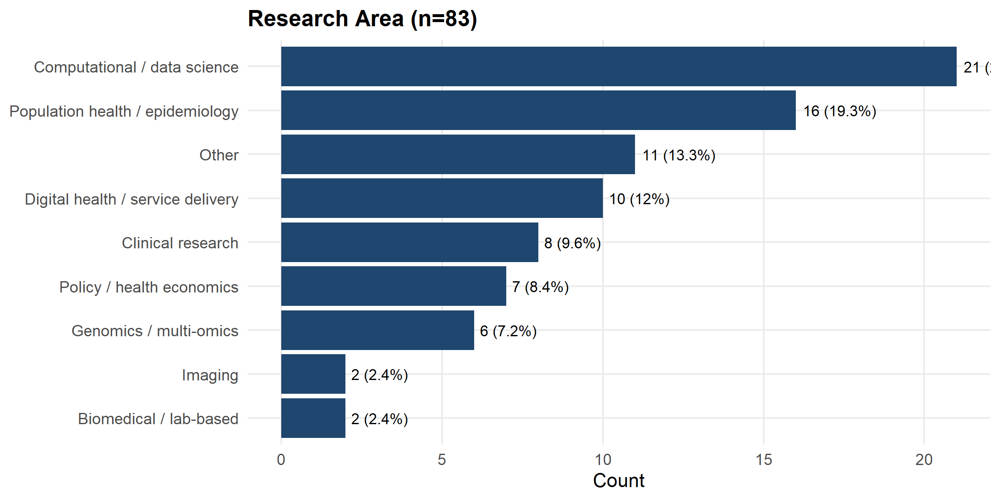 Research Area (n=83)
Computational / data science
21 (
Population health / epidemiology
16 (19.3%)
Other
11 (13.3%)
Digital health / service delivery
10 (12%)
Clinical research
8 (9.6%)
Policy / health economics
7 (8.4%)
Genomics / multi-omics
6 (7.2%)
Imaging
2 (2.4%)
Biomedical / lab-based
2 (2.4%)
0 5 10 15 20
Count